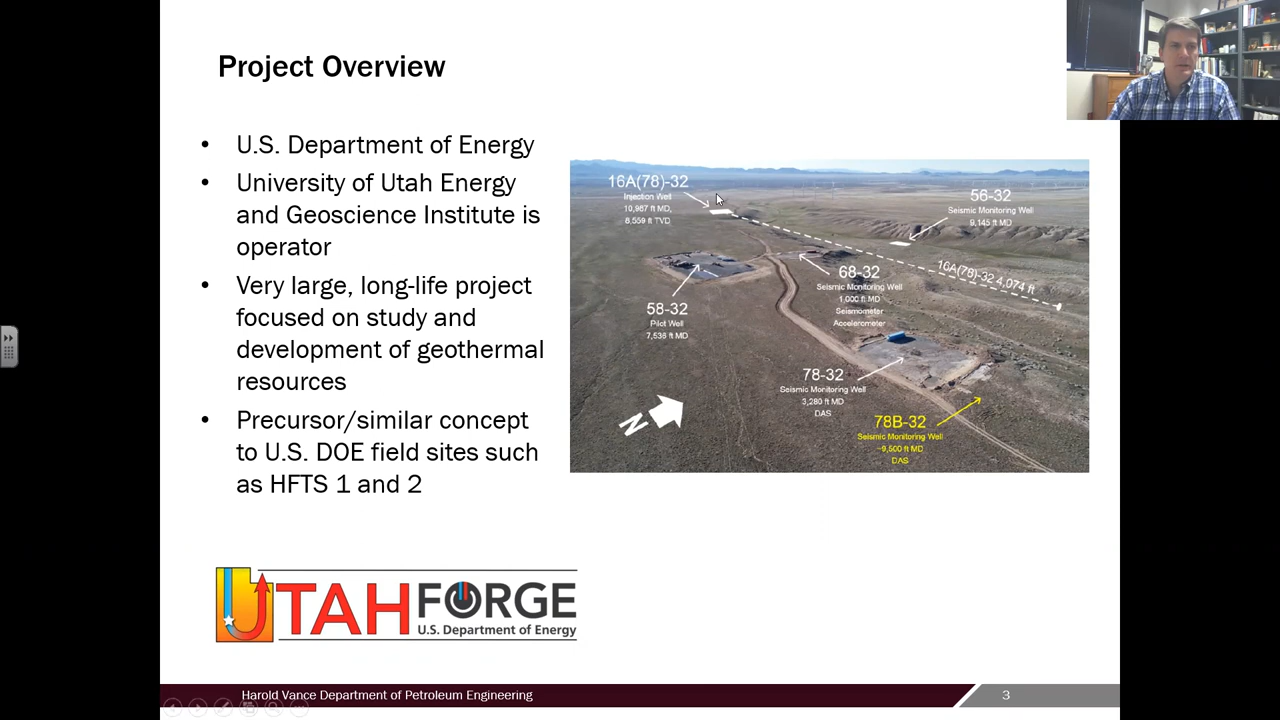 Project Overview
• U.S. Department of Energy
• University of Utah Energy
and Geoscience Institute is
operator
• Very large, long-life project
focused on study and
development of geothermal
resources
• Precursor/similar concept
to U.S. DOE field sites such
as HFTS 1 and 2
16A(78)-32
Injection Well
10,987 ft MD,
8,559 ft TVD
56-32
Seismic Monitoring Well
9,145 ft MD
16A(78)-32 4,074 ft
68-32
Seismic Monitoring Well
1,000 ft MD
Seismometer
Accelerometer
58-32
Pilot Well
7,536 ft MD
78-32
Seismic Monitoring Well
3,280 ft MD
DAS
78B-32
Seismic Monitoring Well
~9,500 ft MD
DAS
N
UTAH FORGE
U.S. Department of Energy
Harold Vance Department of Petroleum Engineering
3